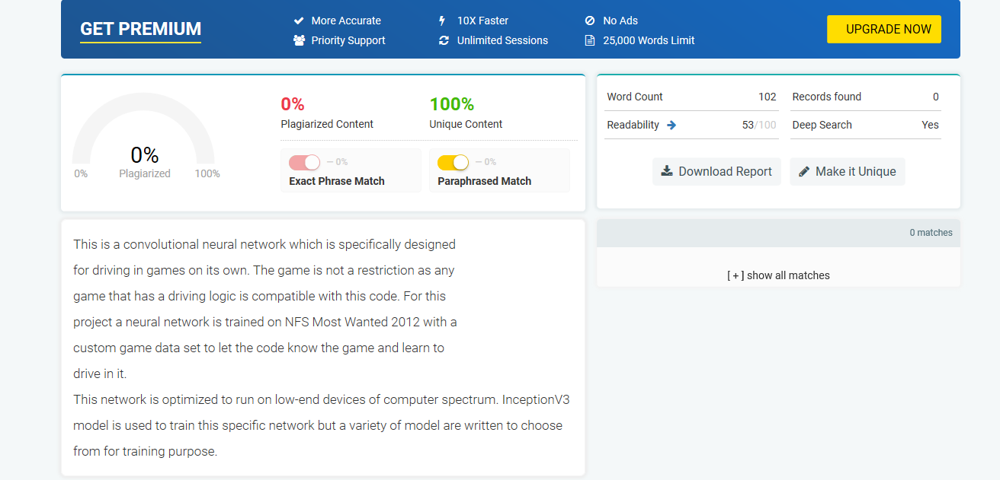 GET PREMIUM
More Accurate
10X Faster
No Ads
Priority Support
Unlimited Sessions
25,000 Words Limit
UPGRADE NOW
0%
Plagiarized
0%
100%
0%
Plagiarized Content
100%
Unique Content
– 0%
Exact Phrase Match
– 0%
Paraphrased Match
Word Count 102
Records found 0
Readability 53/100
Deep Search Yes
Download Report
Make it Unique
This is a convolutional neural network which is specifically designed
for driving in games on its own. The game is not a restriction as any
game that has a driving logic is compatible with this code. For this
project a neural network is trained on NFS Most Wanted 2012 with a
custom game data set to let the code know the game and learn to
drive in it.
This network is optimized to run on low-end devices of computer spectrum. InceptionV3
model is used to train this specific network but a variety of model are written to choose
from for training purpose.
0 matches
[ + ] show all matches